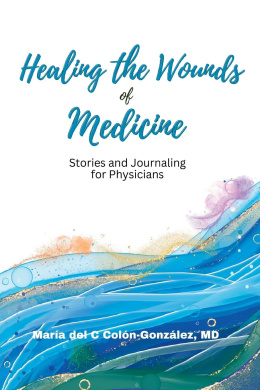 Healing the Wounds
of
Medicine
Stories and Journaling
for Physicians
María del C Colón-González, MD